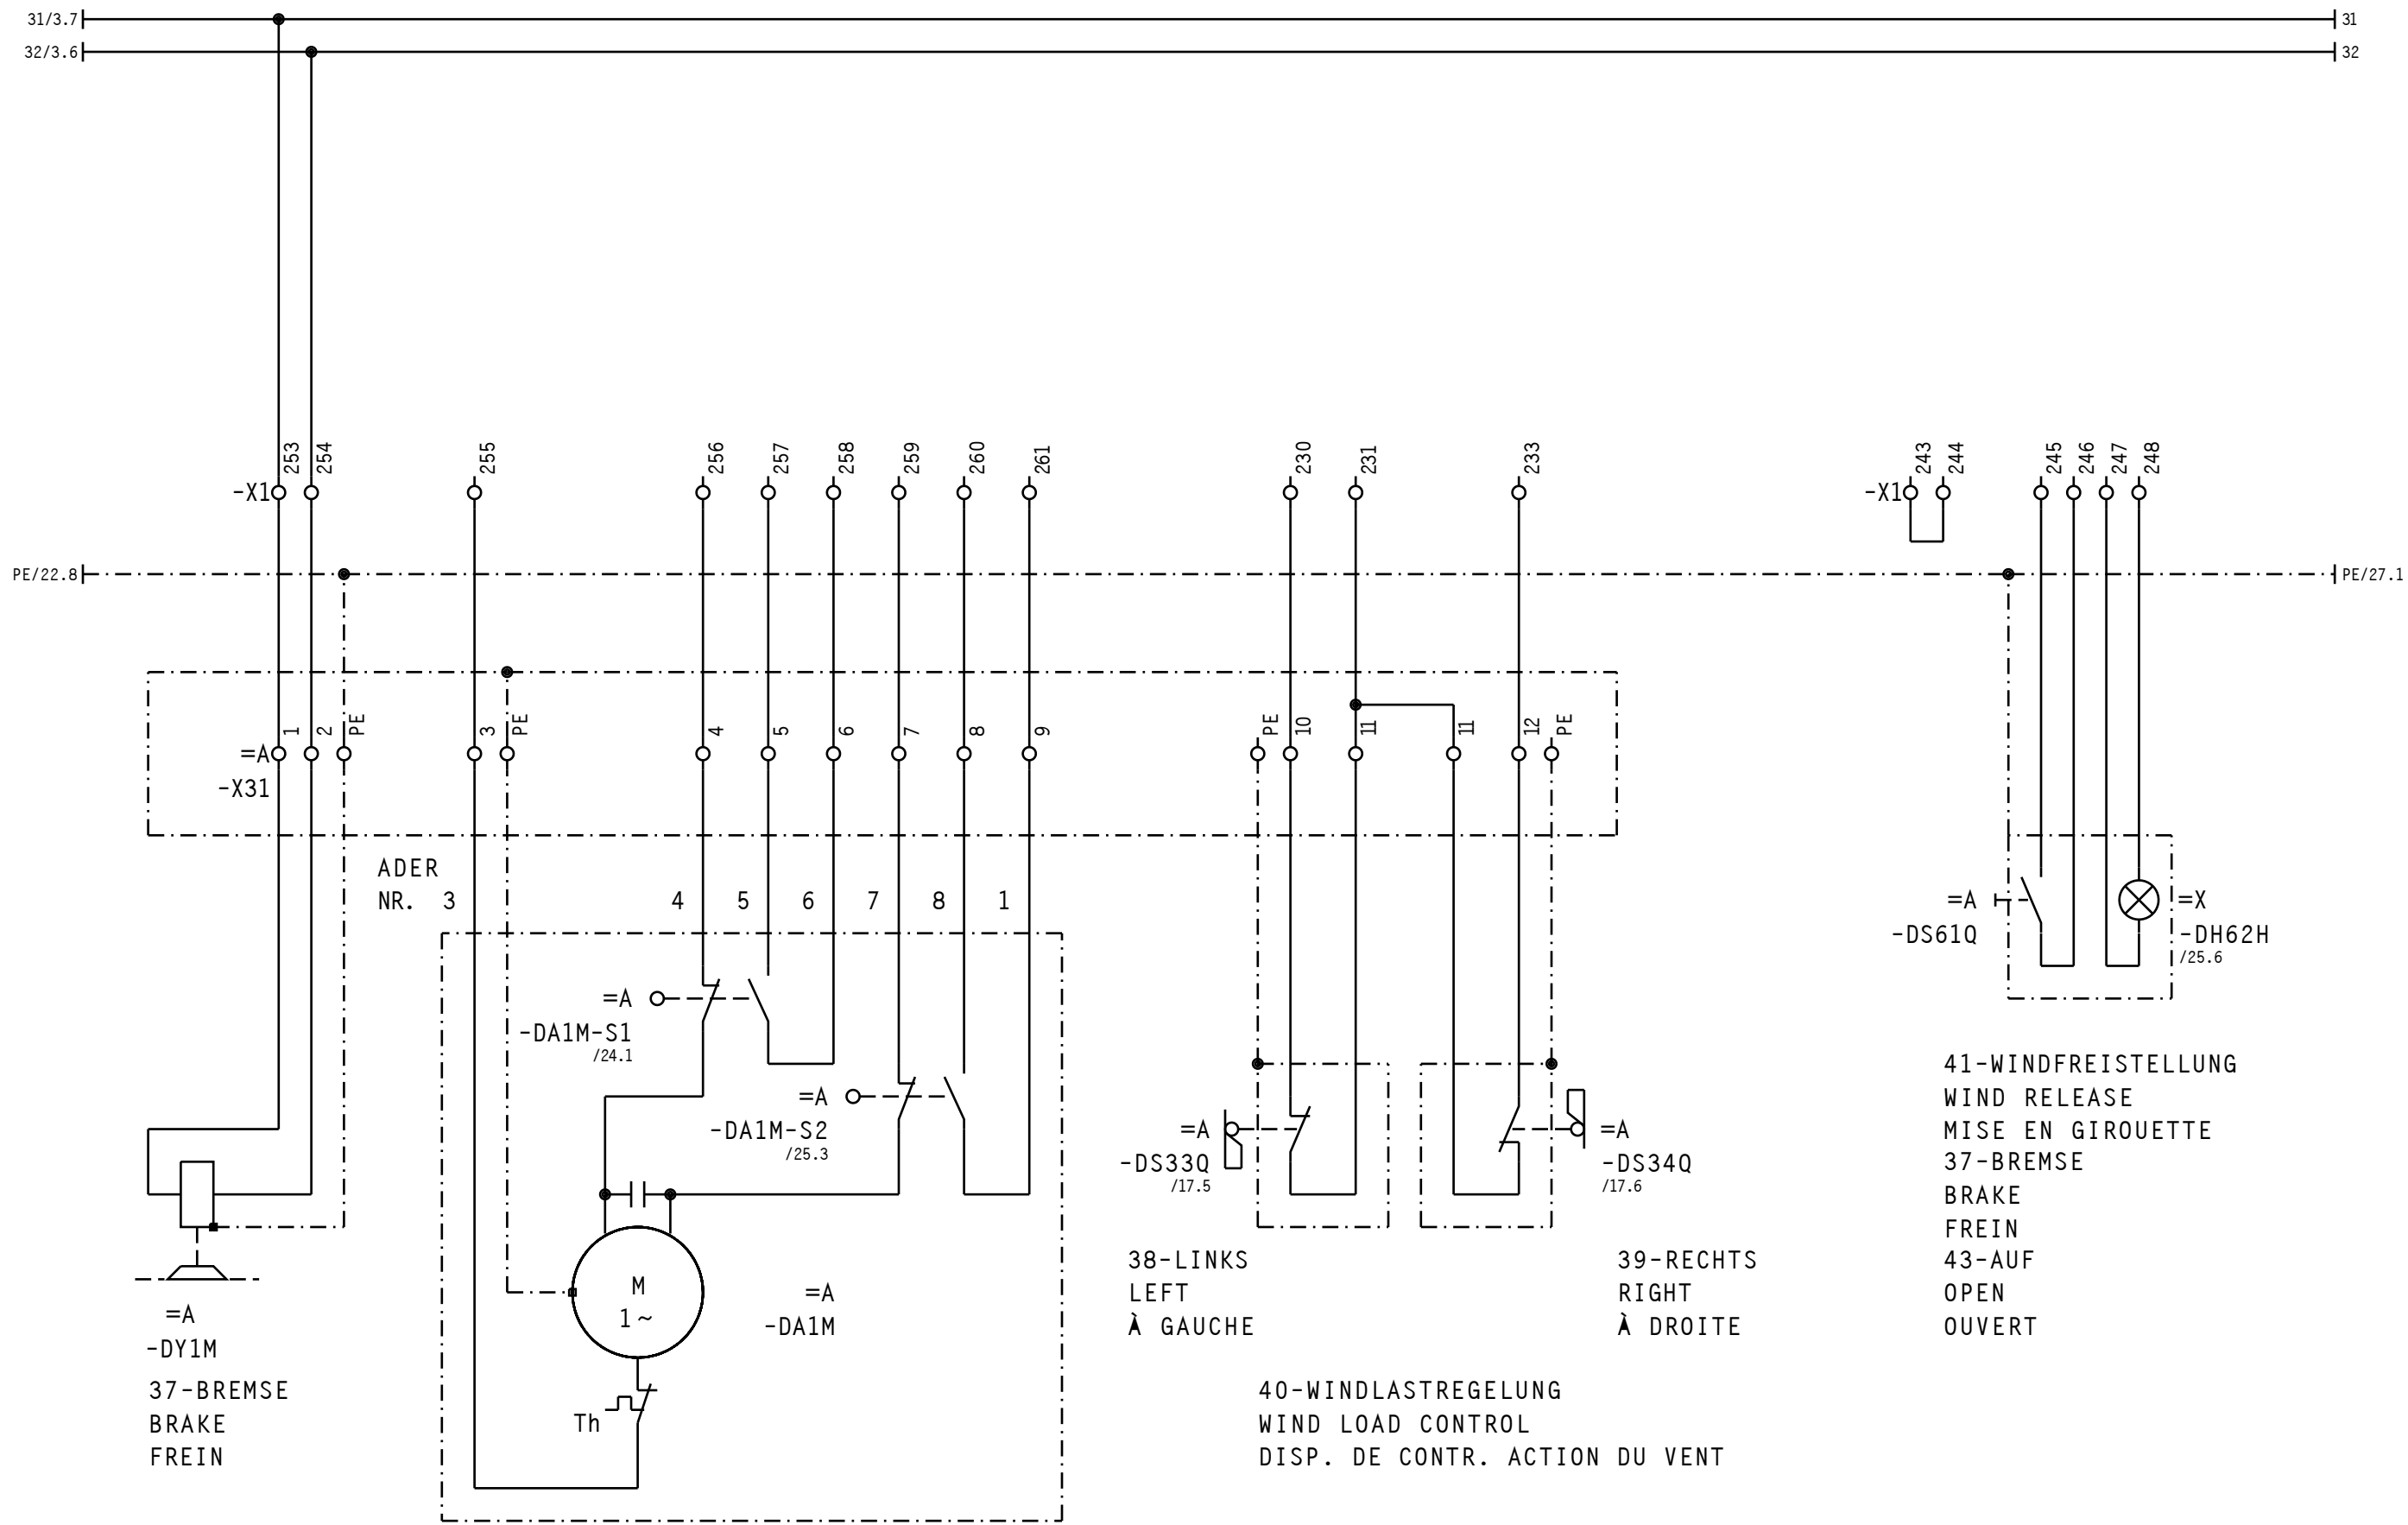 31/3.7 31
32/3.6 32
253 254 255 256 257 258 259 260 261 230 231 233 243 244 245 246 247 248
-X1 -X1
PE/22.8 PE/27.1
1 2 PE 3 PE 4 5 6 7 8 9 PE 10 11 11 12 PE
=A
-X31
ADER
NR. 3 4 5 6 7 8 1
=A
-DS61Q
=X
-DH62H
/25.6
=A
-DA1M-S1
/24.1
=A
-DA1M-S2
/25.3
=A
-DS33Q
/17.5
=A
-DS34Q
/17.6
41-WINDFREISTELLUNG
WIND RELEASE
MISE EN GIROUETTE
37-BREMSE
BRAKE
FREIN
43-AUF
OPEN
OUVERT
38-LINKS
LEFT
À GAUCHE
39-RECHTS
RIGHT
À DROITE
M
1~
=A
-DA1M
=A
-DY1M
37-BREMSE
BRAKE
FREIN
Th
40-WINDLASTREGELUNG
WIND LOAD CONTROL
DISP. DE CONTR. ACTION DU VENT